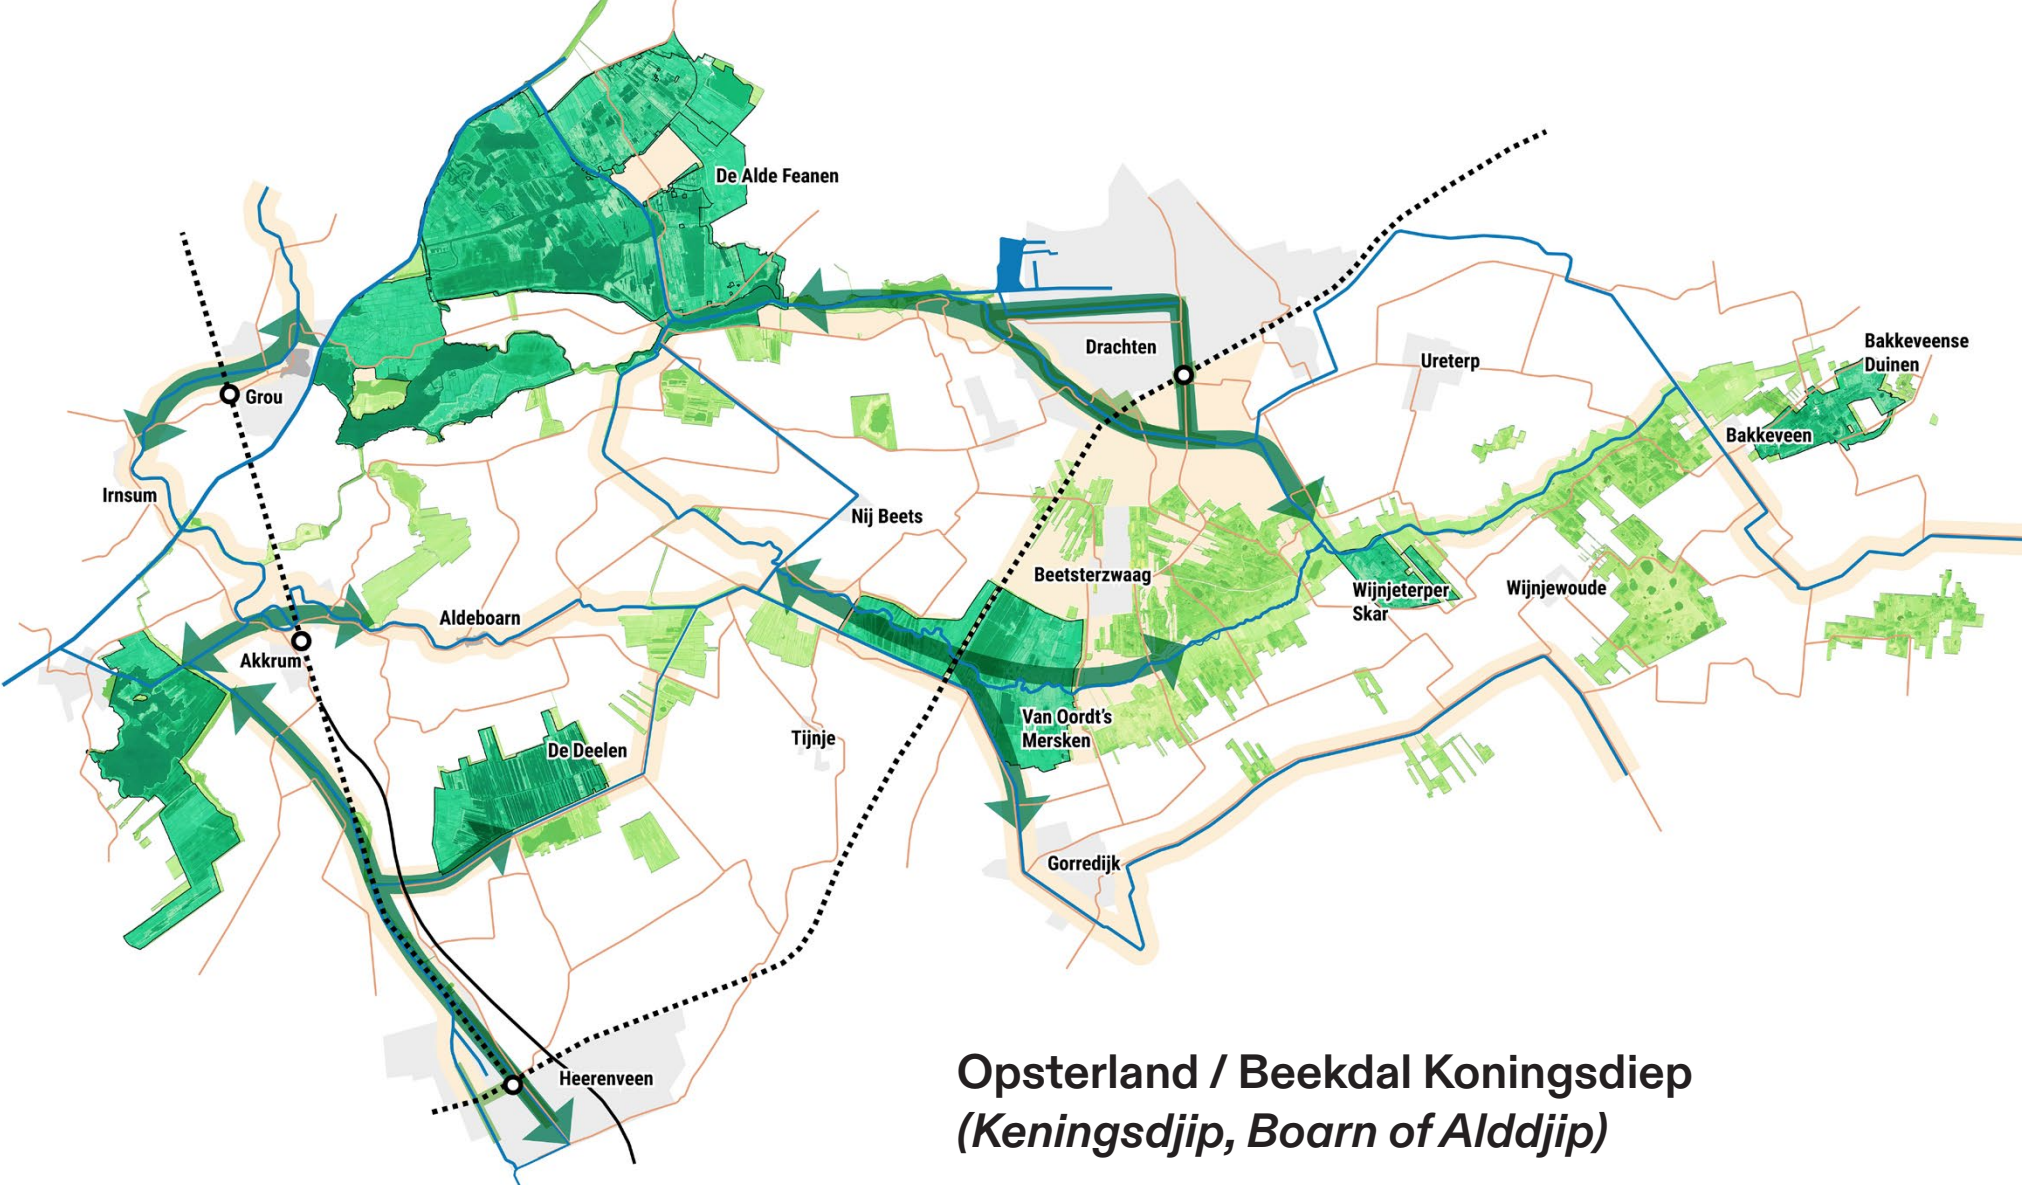 De Alde Feanen
Bakkeveense
Duinen
Drachten
Ureterp
Grou
Bakkeveen
Irnsum
Nij Beets
Beetsterzwaag
Wijnjeterper
Skar
Wijnjewoude
Aldeboarn
Akkrum
Van Oordt's
Mersken
Tijnje
De Deelen
Gorredijk
Heerenveen
Opsterland / Beekdal Koningsdiep
(Keningsdjip, Boarn of Alddjip)